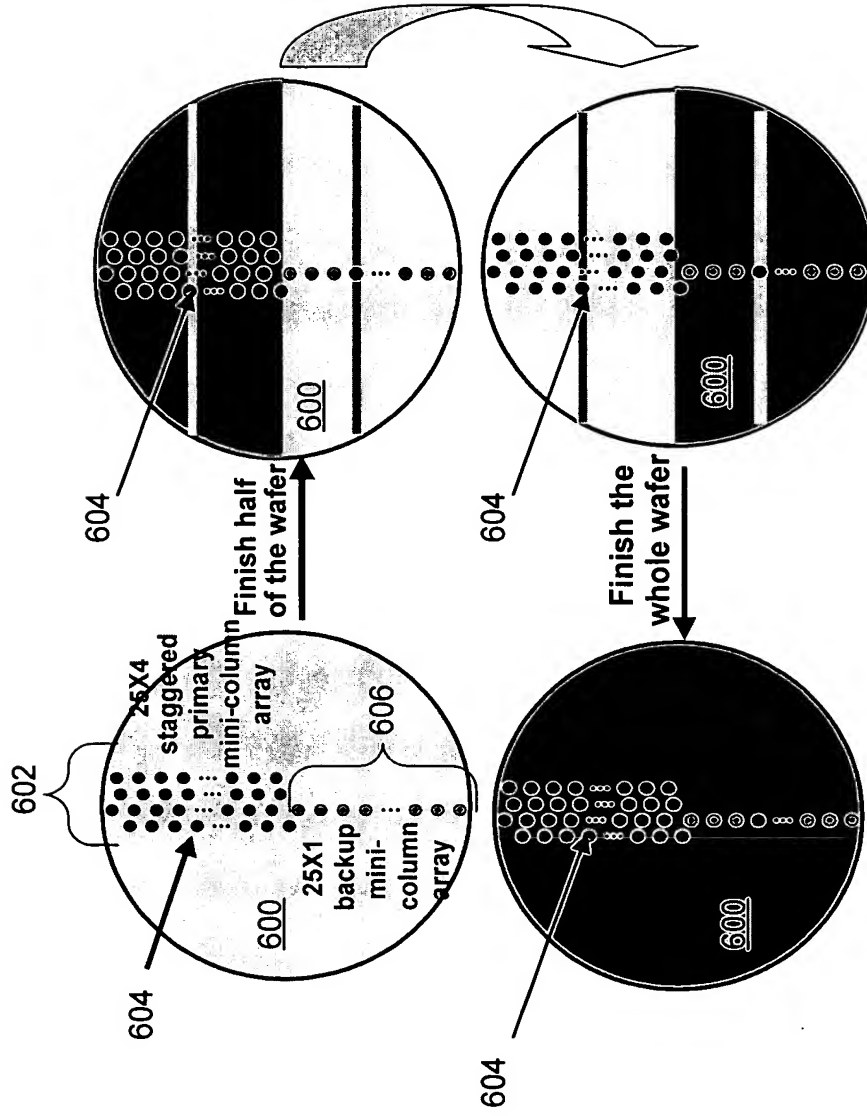 602
604
25X4
staggered
primary
mini-column
array
600
606
25X1
backup
mini-
column
array
Finish half
of the wafer
604
600
604
600
Finish the
whole wafer
604
600